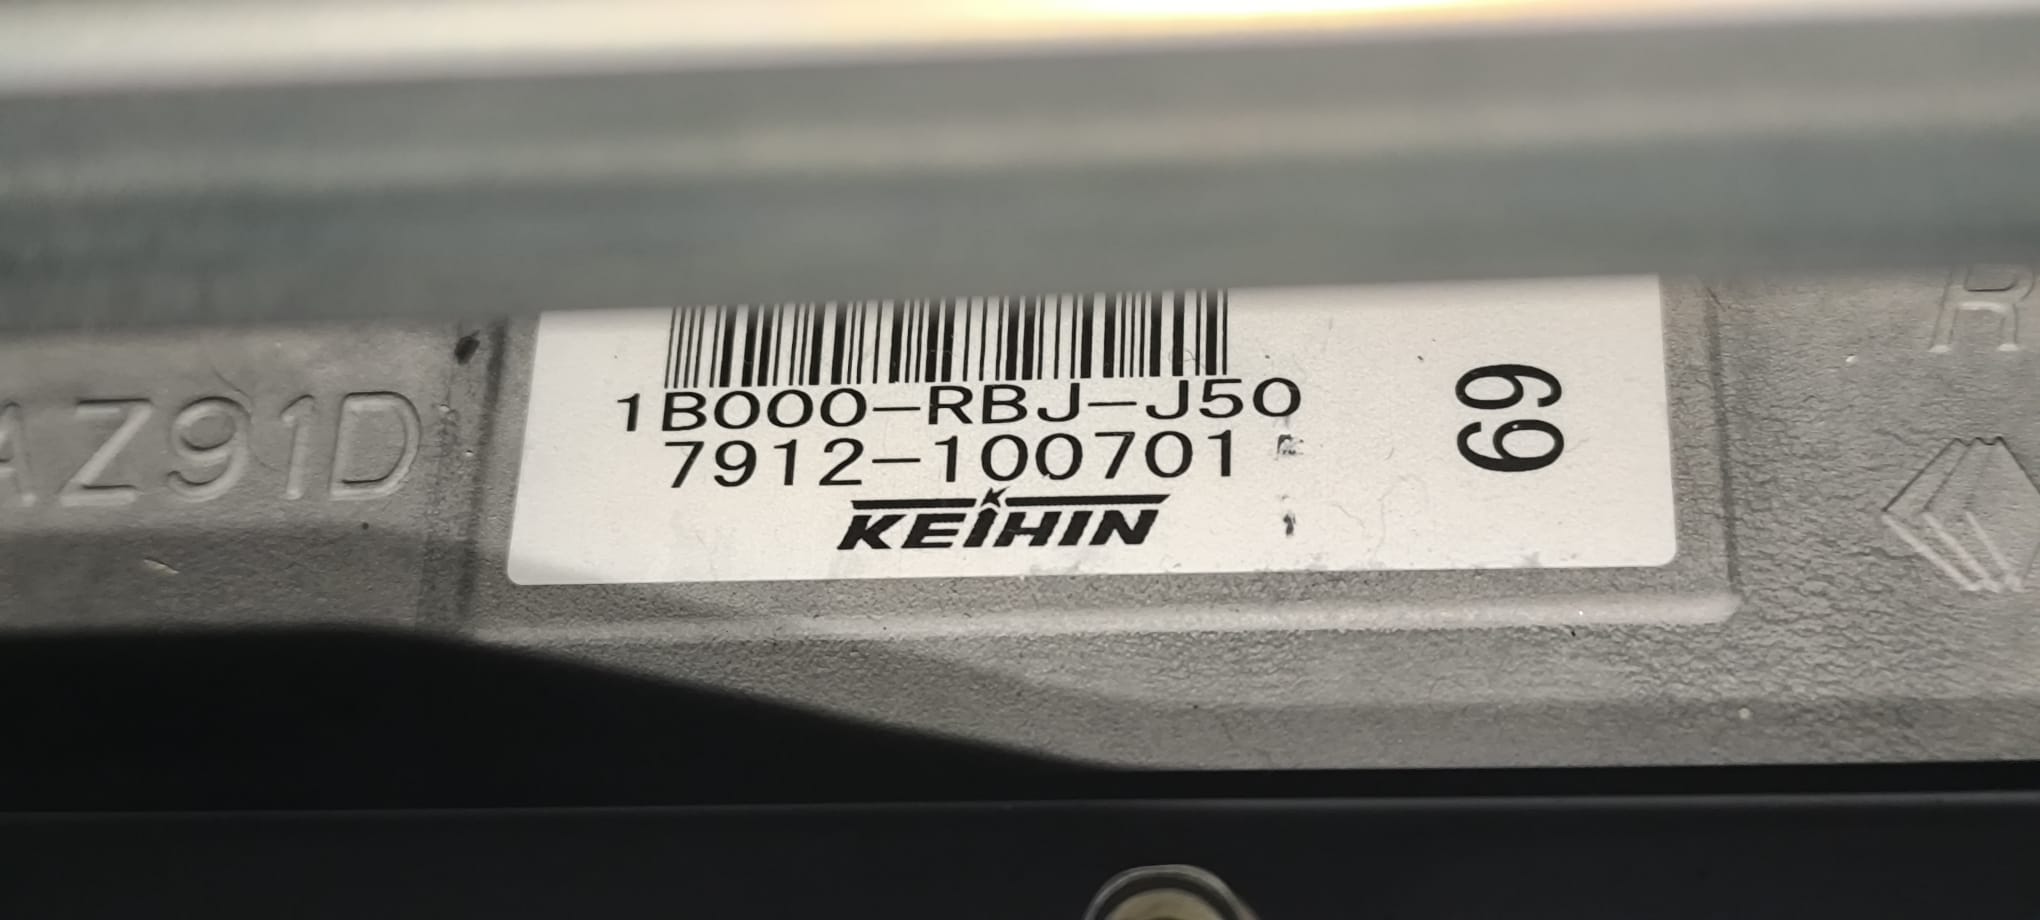 1B000-RBJ-J50
7912-100701
KEIHIN
69
AZ91D
R